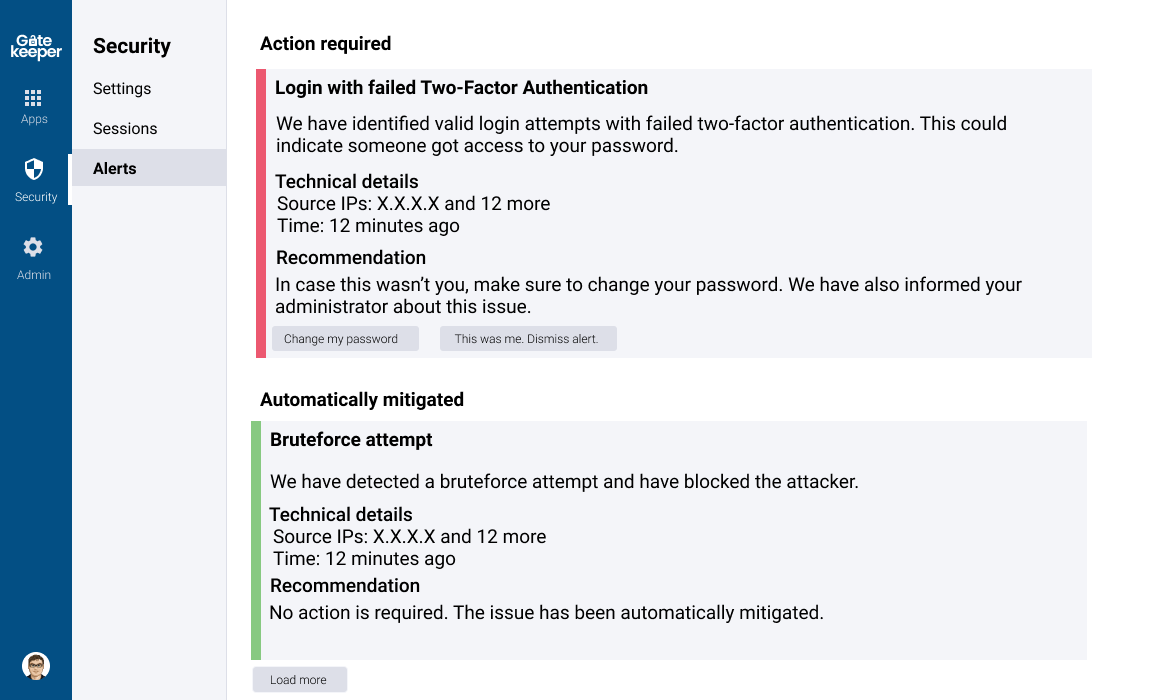 Gate
keeper
Apps
Security
Admin
Security
Settings
Sessions
Alerts
Action required
Login with failed Two-Factor Authentication
We have identified valid login attempts with failed two-factor authentication. This could
indicate someone got access to your password.
Technical details
Source IPs: X.X.X.X and 12 more
Time: 12 minutes ago
Recommendation
In case this wasn't you, make sure to change your password. We have also informed your
administrator about this issue.
Change my password
This was me. Dismiss alert.
Automatically mitigated
Bruteforce attempt
We have detected a bruteforce attempt and have blocked the attacker.
Technical details
Source IPs: X.X.X.X and 12 more
Time: 12 minutes ago
Recommendation
No action is required. The issue has been automatically mitigated.
Load more